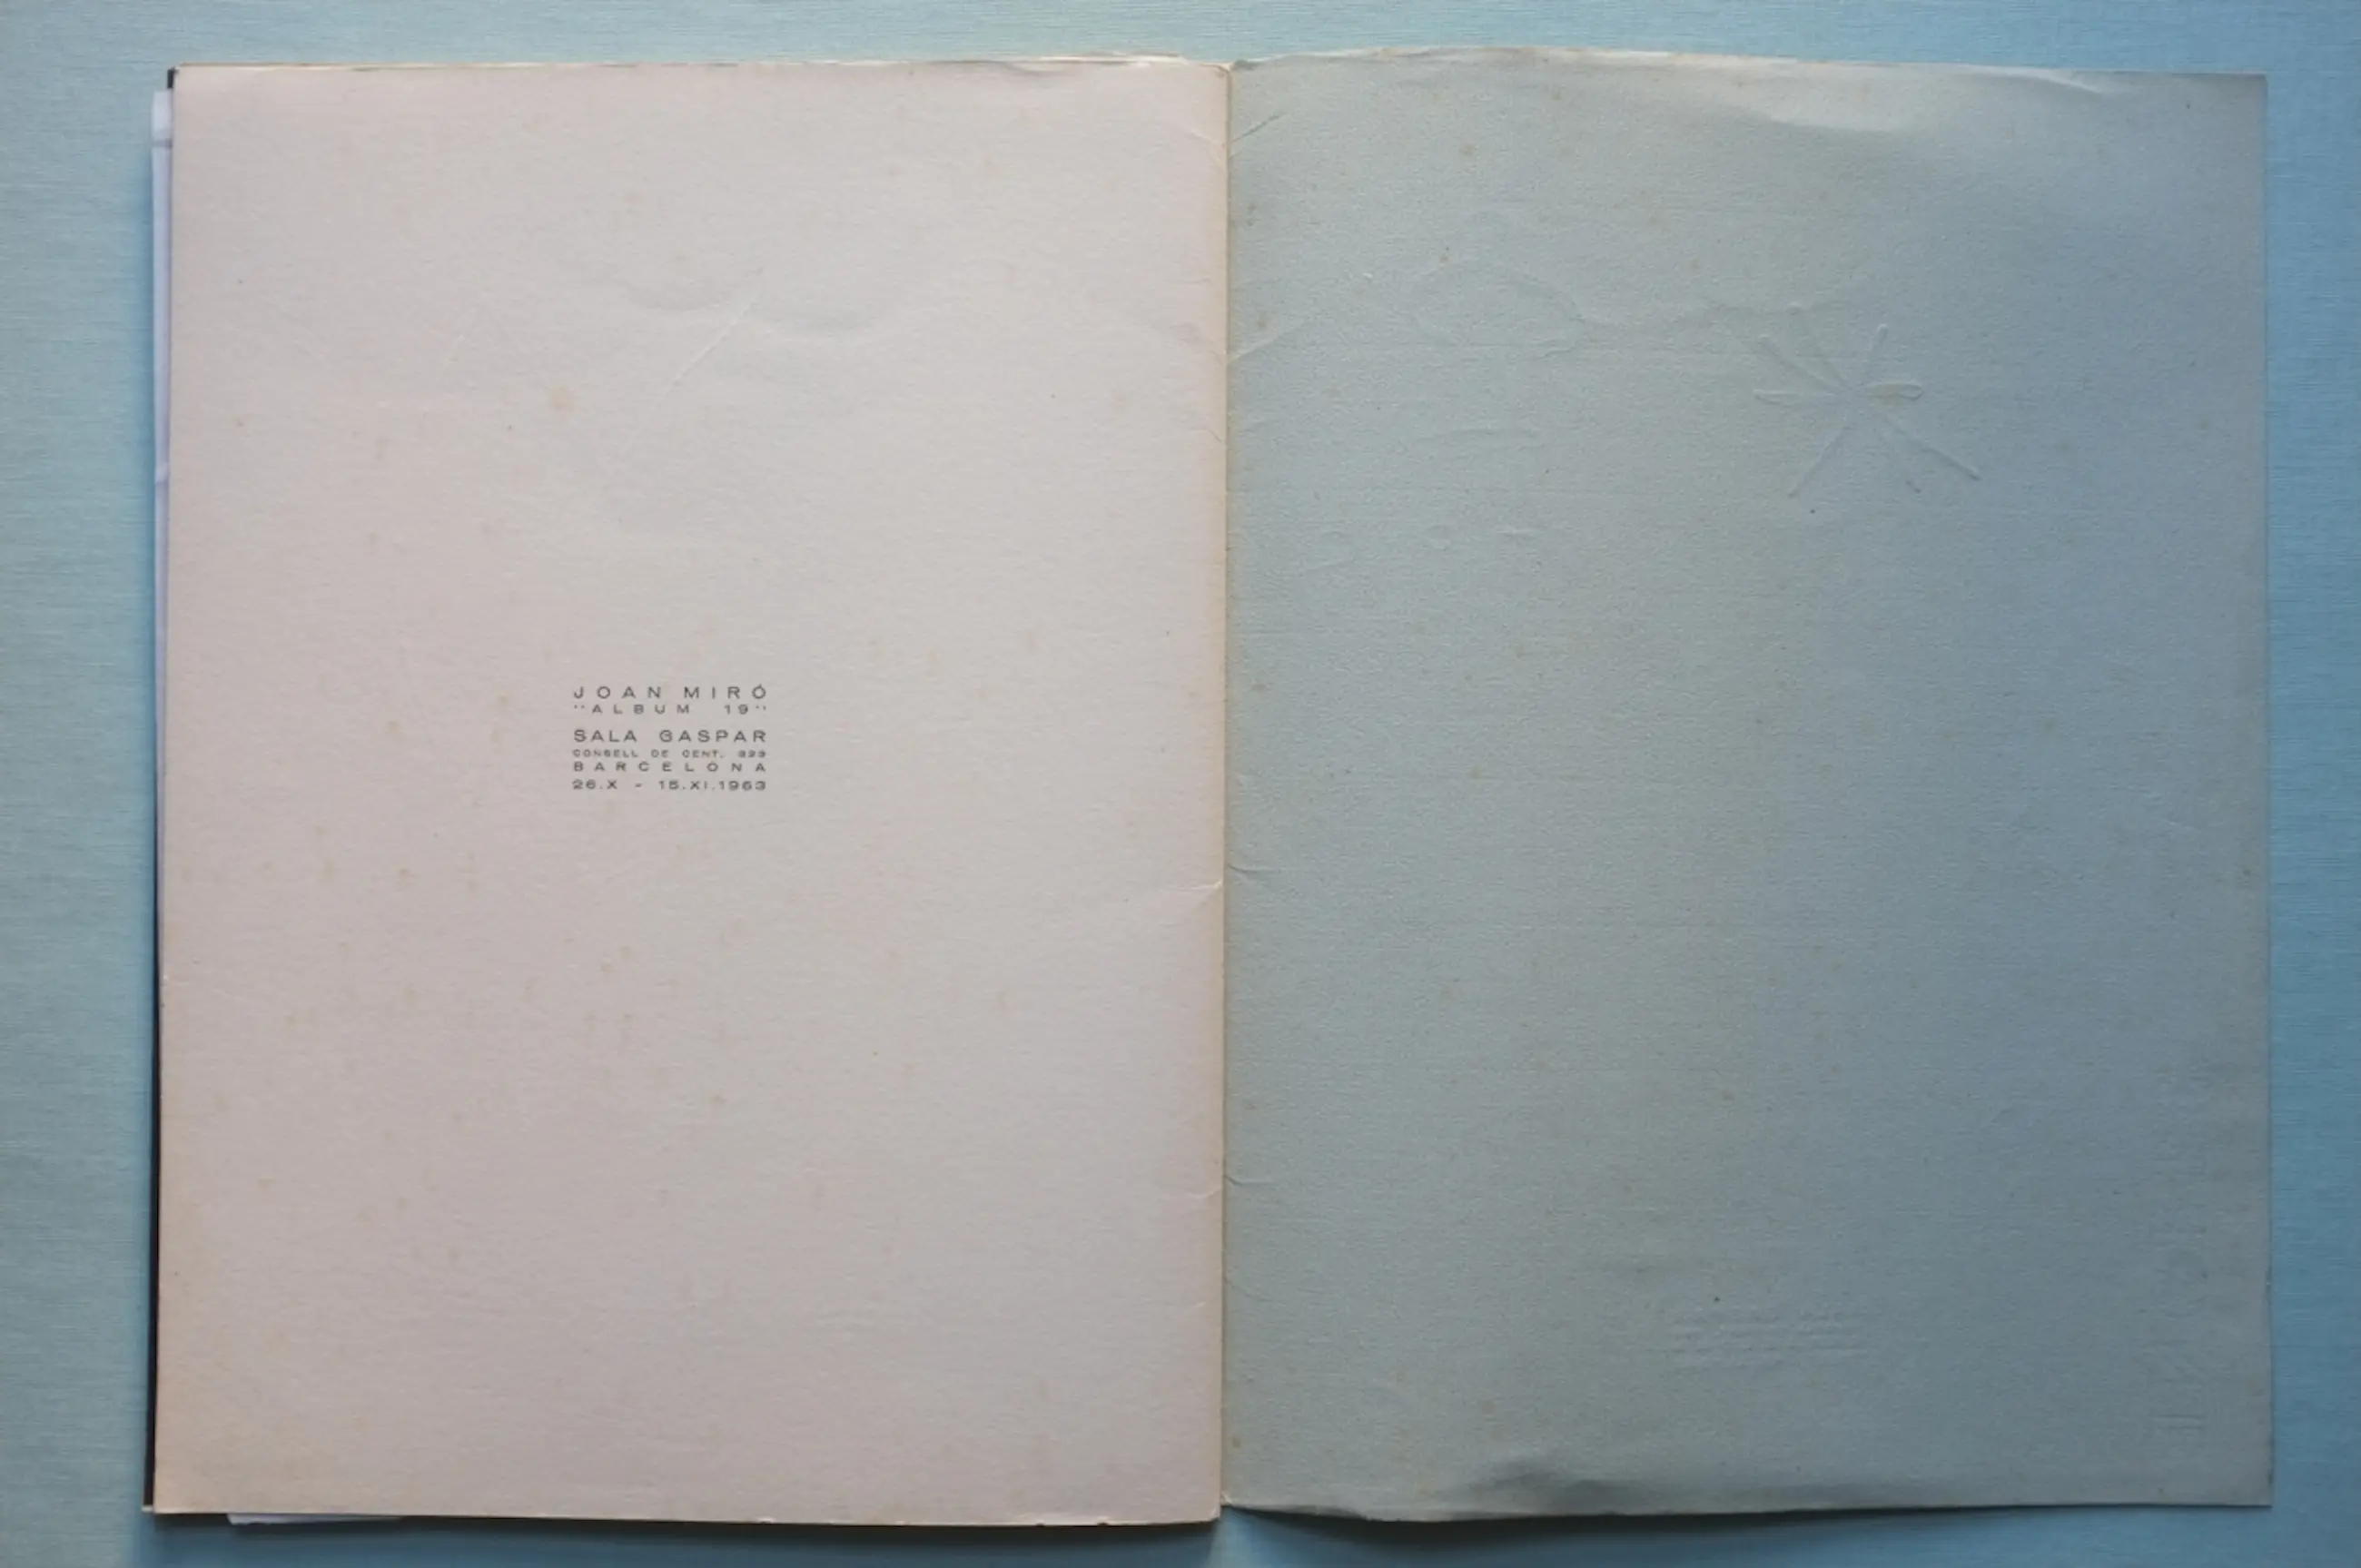 JOAN MIRÓ
"ALBUM 19"
SALA GASPAR
CONSELL DE CENT, 323
BARCELONA
26.X - 15.XI.1963